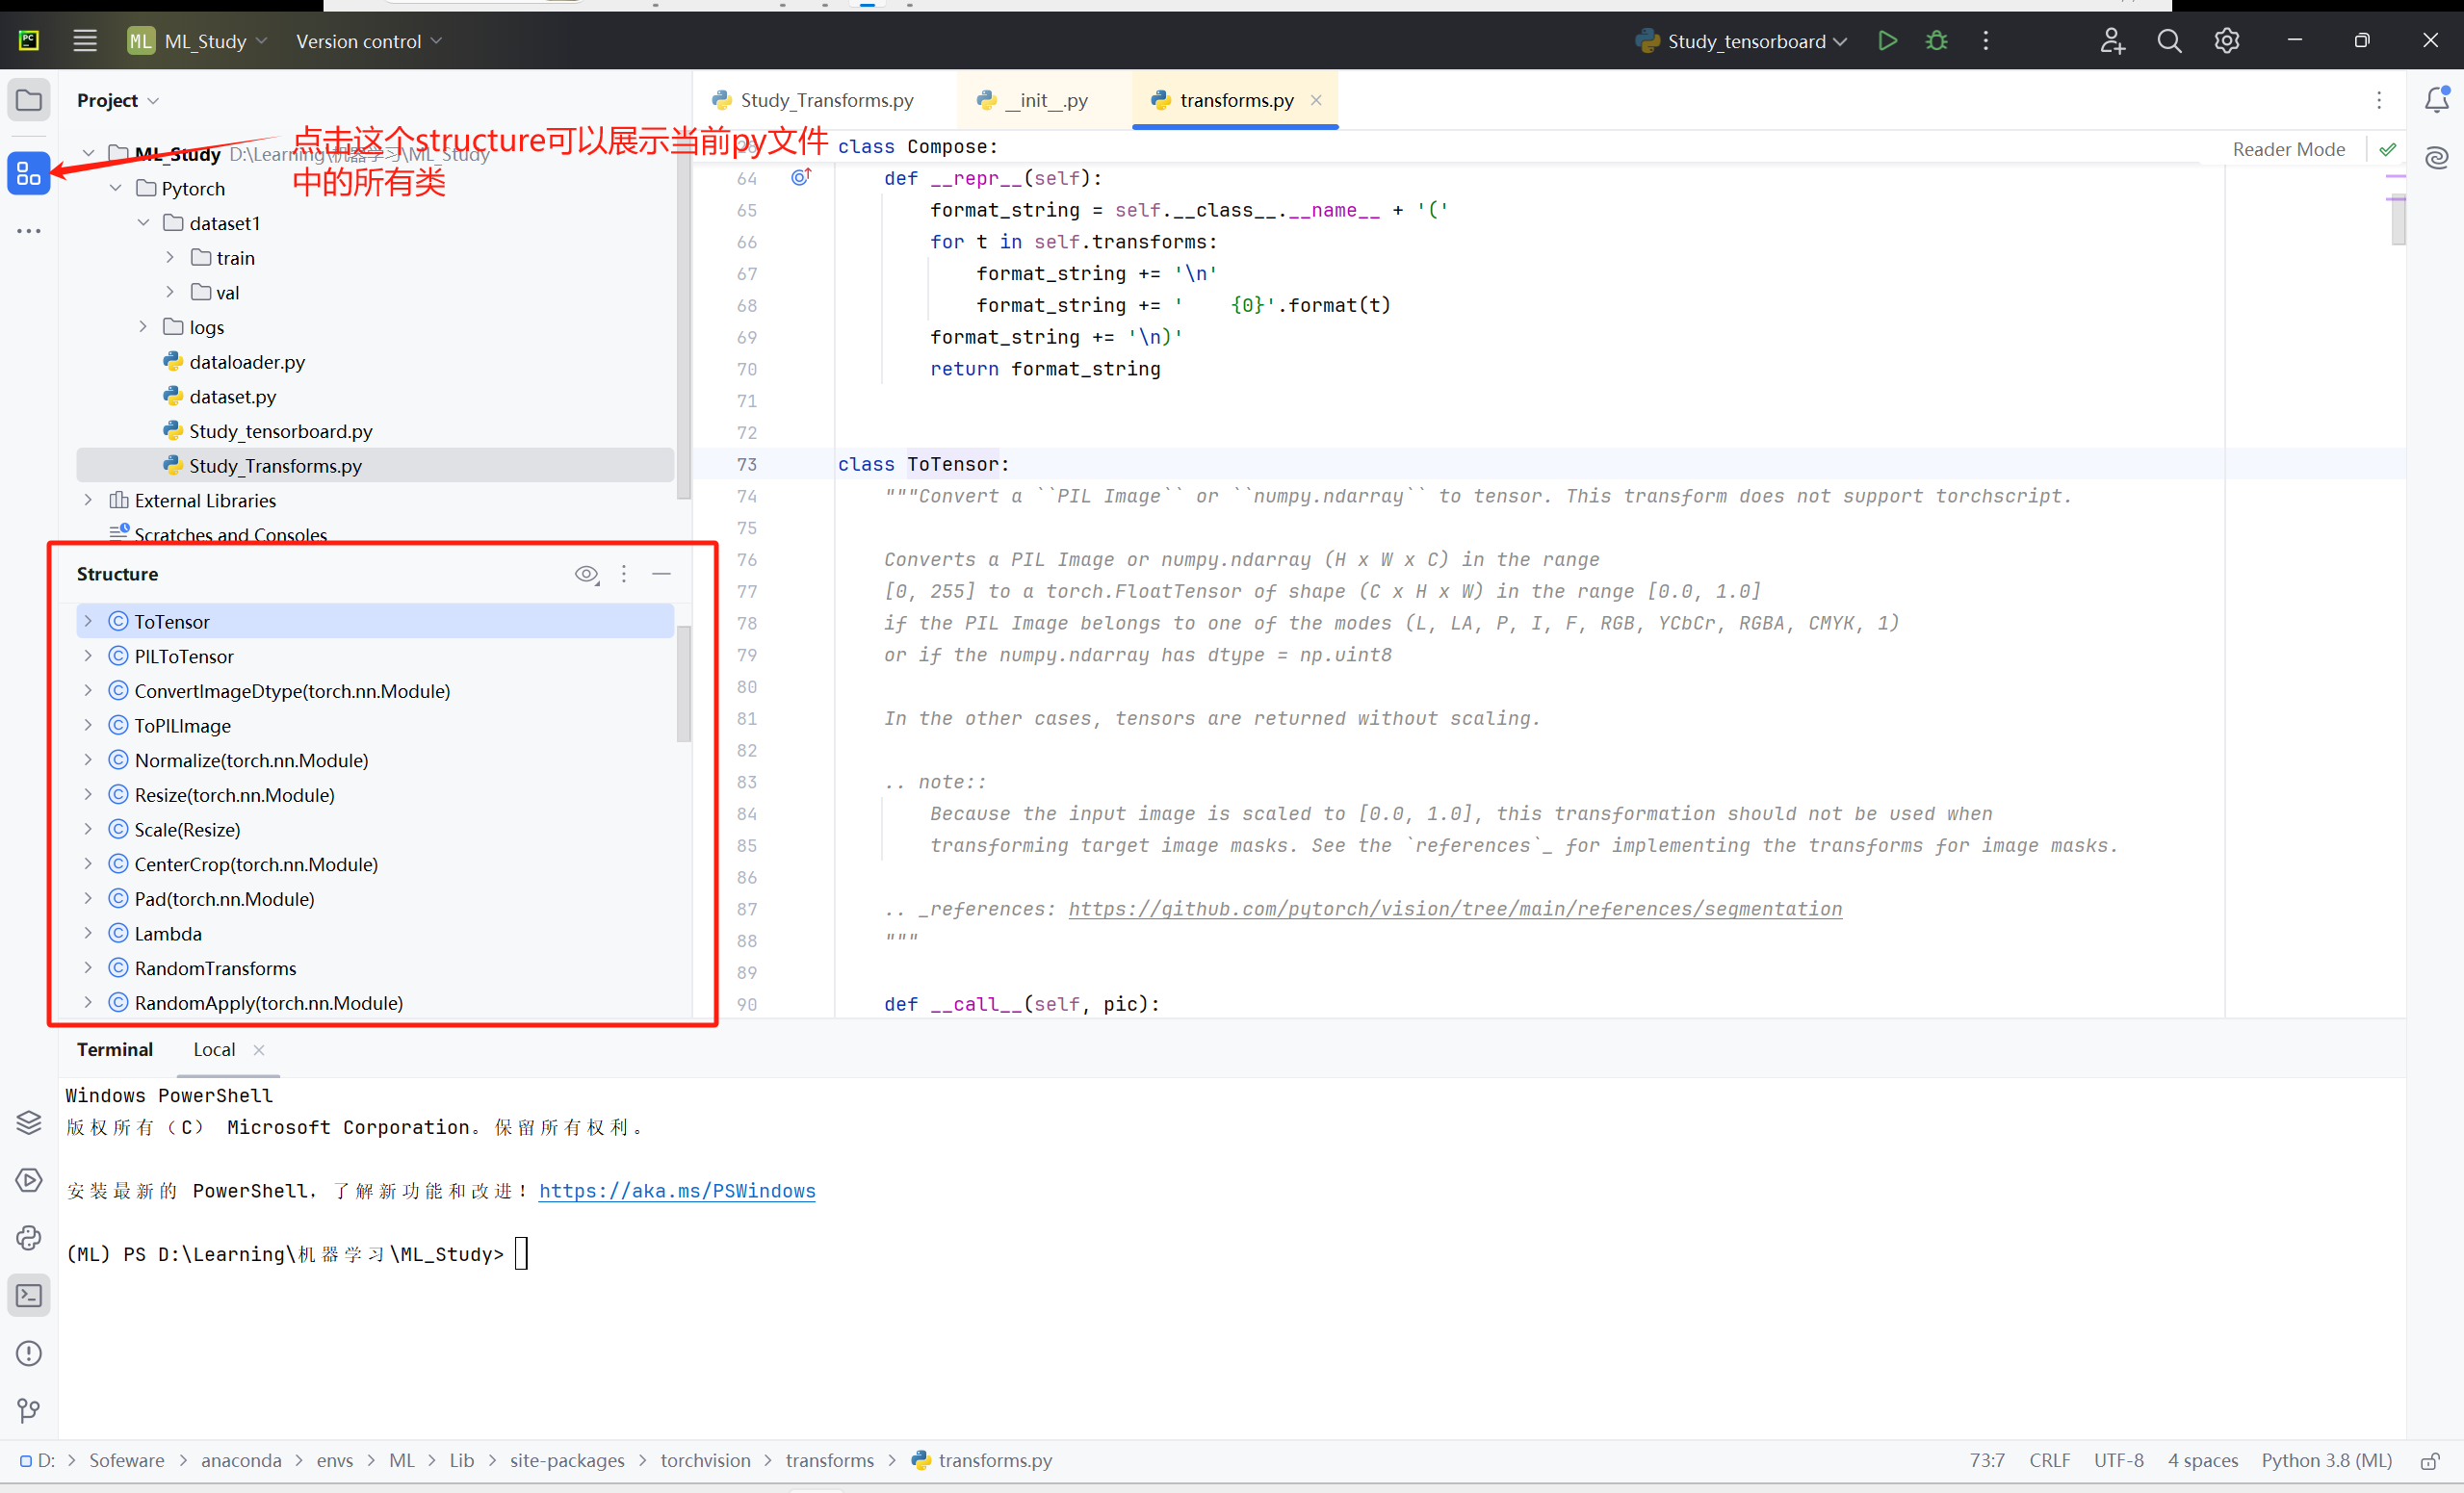 ML ML_Study Version control Study_tensorboard
Project
ML_Study D:\Learning\机器学习\ML_Study
点击这个structure可以展示当前py文件
中的所有类
Pytorch
dataset1
train
val
logs
dataloader.py
dataset.py
Study_tensorboard.py
Study_Transforms.py
External Libraries
Scratches and Consoles
Structure
ToTensor
PILToTensor
ConvertImageDtype(torch.nn.Module)
ToPILImage
Normalize(torch.nn.Module)
Resize(torch.nn.Module)
Scale(Resize)
CenterCrop(torch.nn.Module)
Pad(torch.nn.Module)
Lambda
RandomTransforms
RandomApply(torch.nn.Module)
Study_Transforms.py __init__.py transforms.py
class Compose:
Reader Mode
64 def __repr__(self):
65 format_string = self.__class__.__name__ + '('
66 for t in self.transforms:
67 format_string += '\n'
68 format_string += '    {0}'.format(t)
69 format_string += '\n)'
70 return format_string
71
72
73 class ToTensor:
74 """Convert a ``PIL Image`` or ``numpy.ndarray`` to tensor. This transform does not support torchscript.
75
76 Converts a PIL Image or numpy.ndarray (H x W x C) in the range
77 [0, 255] to a torch.FloatTensor of shape (C x H x W) in the range [0.0, 1.0]
78 if the PIL Image belongs to one of the modes (L, LA, P, I, F, RGB, YCbCr, RGBA, CMYK, 1)
79 or if the numpy.ndarray has dtype = np.uint8
80
81 In the other cases, tensors are returned without scaling.
82
83 .. note::
84 Because the input image is scaled to [0.0, 1.0], this transformation should not be used when
85 transforming target image masks. See the `references`_ for implementing the transforms for image masks.
86
87 .. _references: https://github.com/pytorch/vision/tree/main/references/segmentation
88 """
89
90 def __call__(self, pic):
Terminal Local
Windows PowerShell
版权所有（C） Microsoft Corporation。保留所有权利。
安装最新的 PowerShell，了解新功能和改进！https://aka.ms/PSWindows
(ML) PS D:\Learning\机器学习\ML_Study>
D: > Sofeware > anaconda > envs > ML > Lib > site-packages > torchvision > transforms > transforms.py 73:7 CRLF UTF-8 4 spaces Python 3.8 (ML)